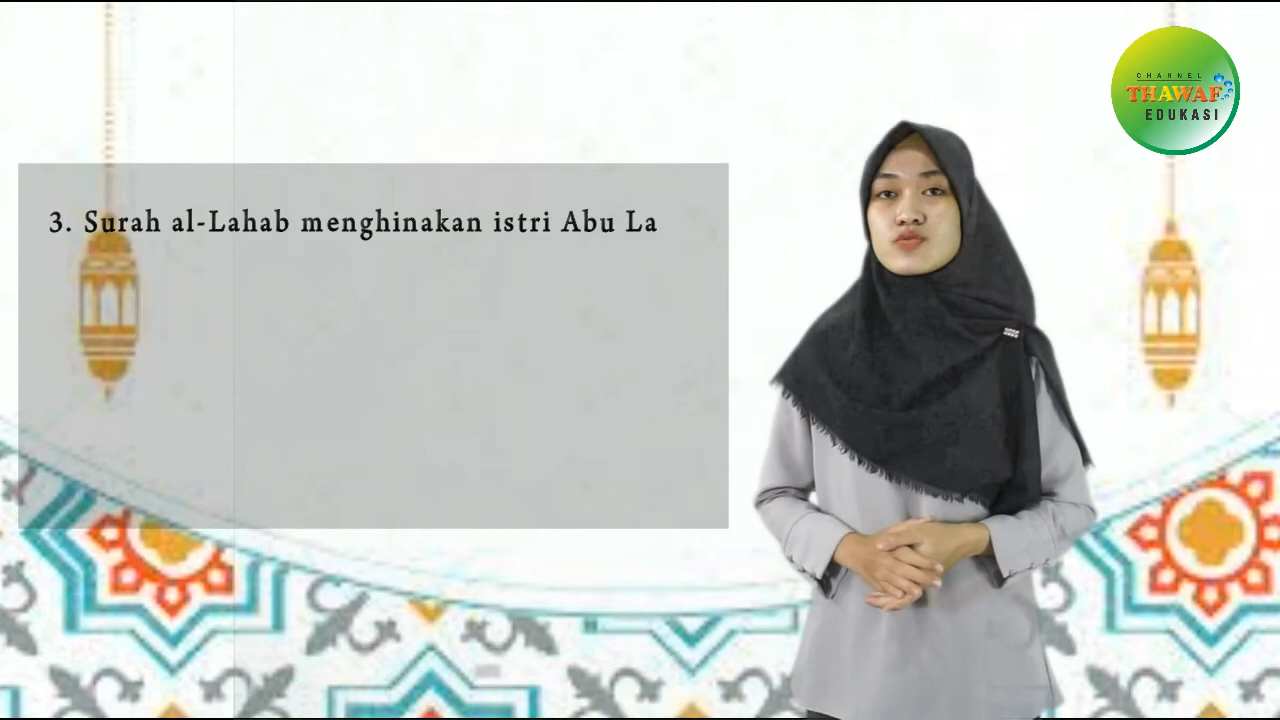 CHANNEL
THAWAF
EDUKASI
3. Surah al-Lahab menghinakan istri Abu La